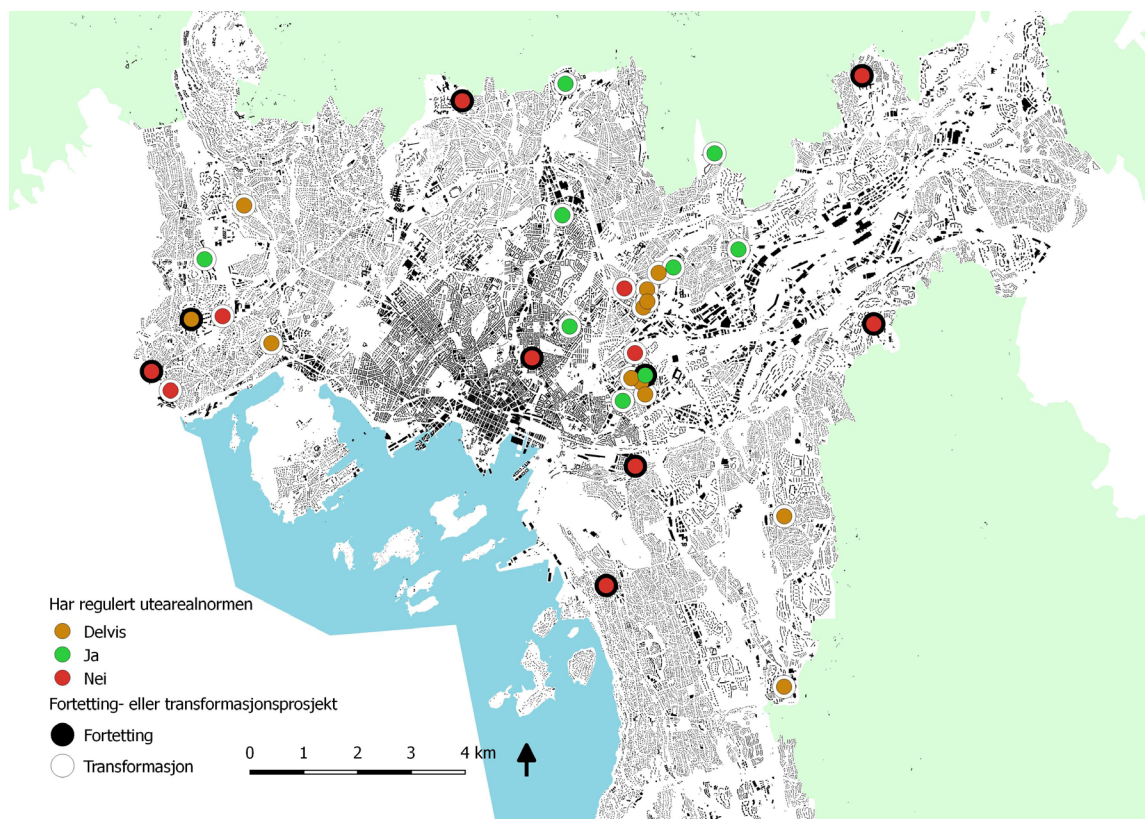 Har regulert utearealnormen
Delvis
Ja
Nei
Fortetting- eller transformasjonsprosjekt
Fortetting
Transformasjon
0 1 2 3 4 km